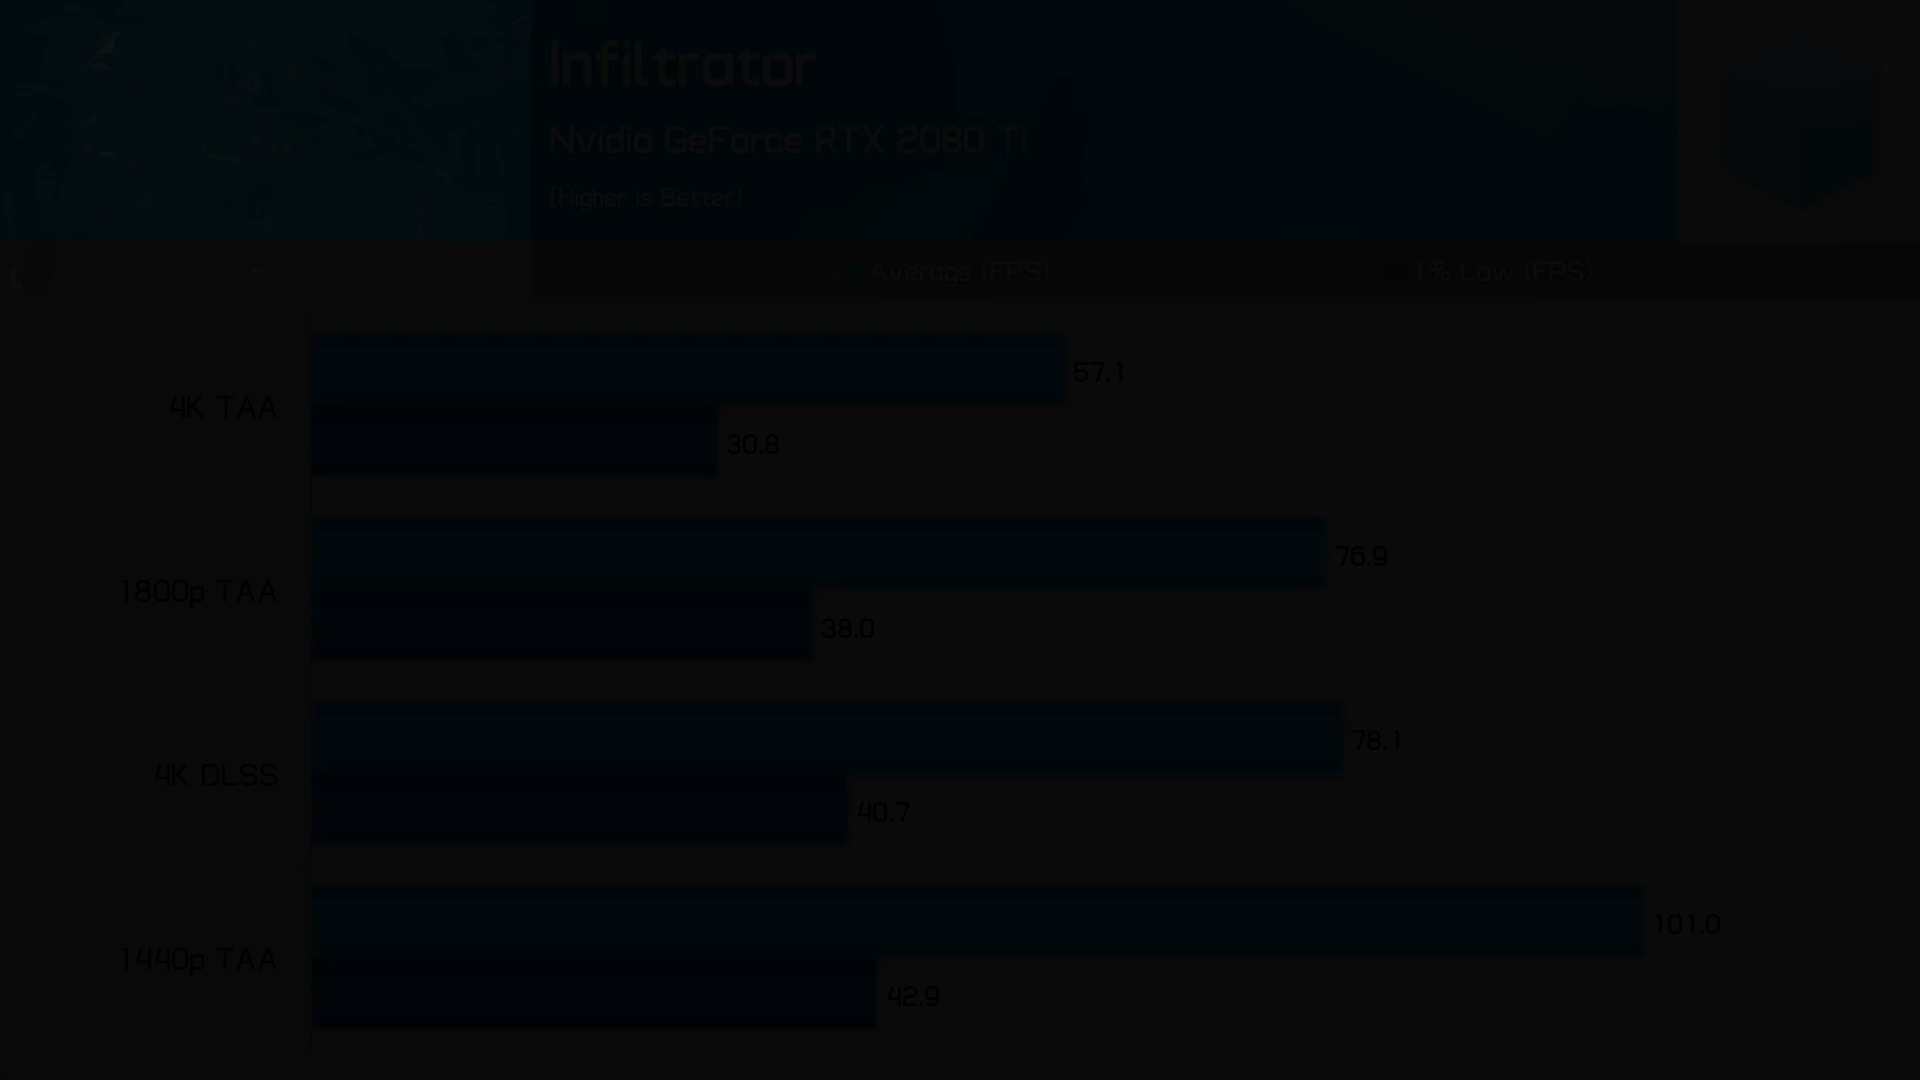 Infiltrator
Nvidia GeForce RTX 2080 Ti
[Higher is Better]
Average (FPS) 1% Low (FPS)
4K TAA
57.1
30.8
1800p TAA
76.9
38.0
4K DLSS
78.1
40.7
1440p TAA
101.0
42.9